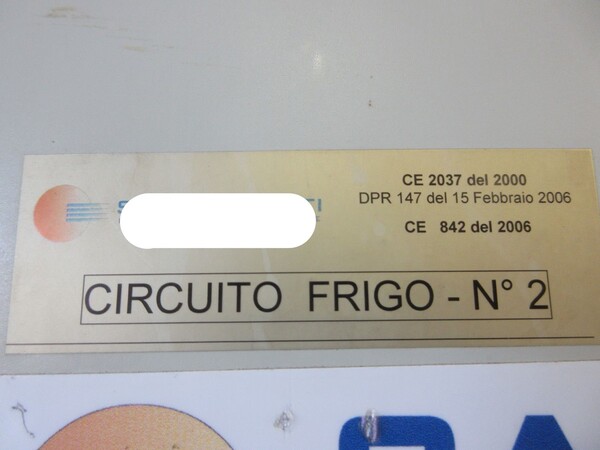 CE 2037 del 2000
DPR 147 del 15 Febbraio 2006
CE 842 del 2006
CIRCUITO FRIGO - N° 2